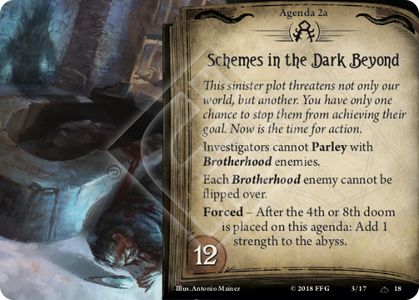 Agenda 2a
Schemes in the Dark Beyond
This sinister plot threatens not only our
world, but another. You have only one
chance to stop them from achieving their
goal. Now is the time for action.
Investigators cannot Parley with
Brotherhood enemies.
Each Brotherhood enemy cannot be
flipped over.
Forced – After the 4th or 8th doom
is placed on this agenda: Add 1
strength to the abyss.
12
Illus. Antonio Maínez
© 2018 FFG
3/17
18